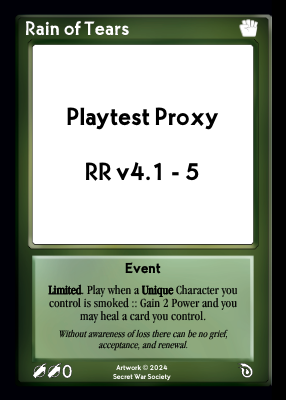 Rain of Tears
Playtest Proxy
RR v4.1 - 5
Event
Limited. Play when a Unique Character you
control is smoked :: Gain 2 Power and you
may heal a card you control.
Without awareness of loss there can be no grief,
acceptance, and renewal.
0
Artwork © 2024
Secret War Society